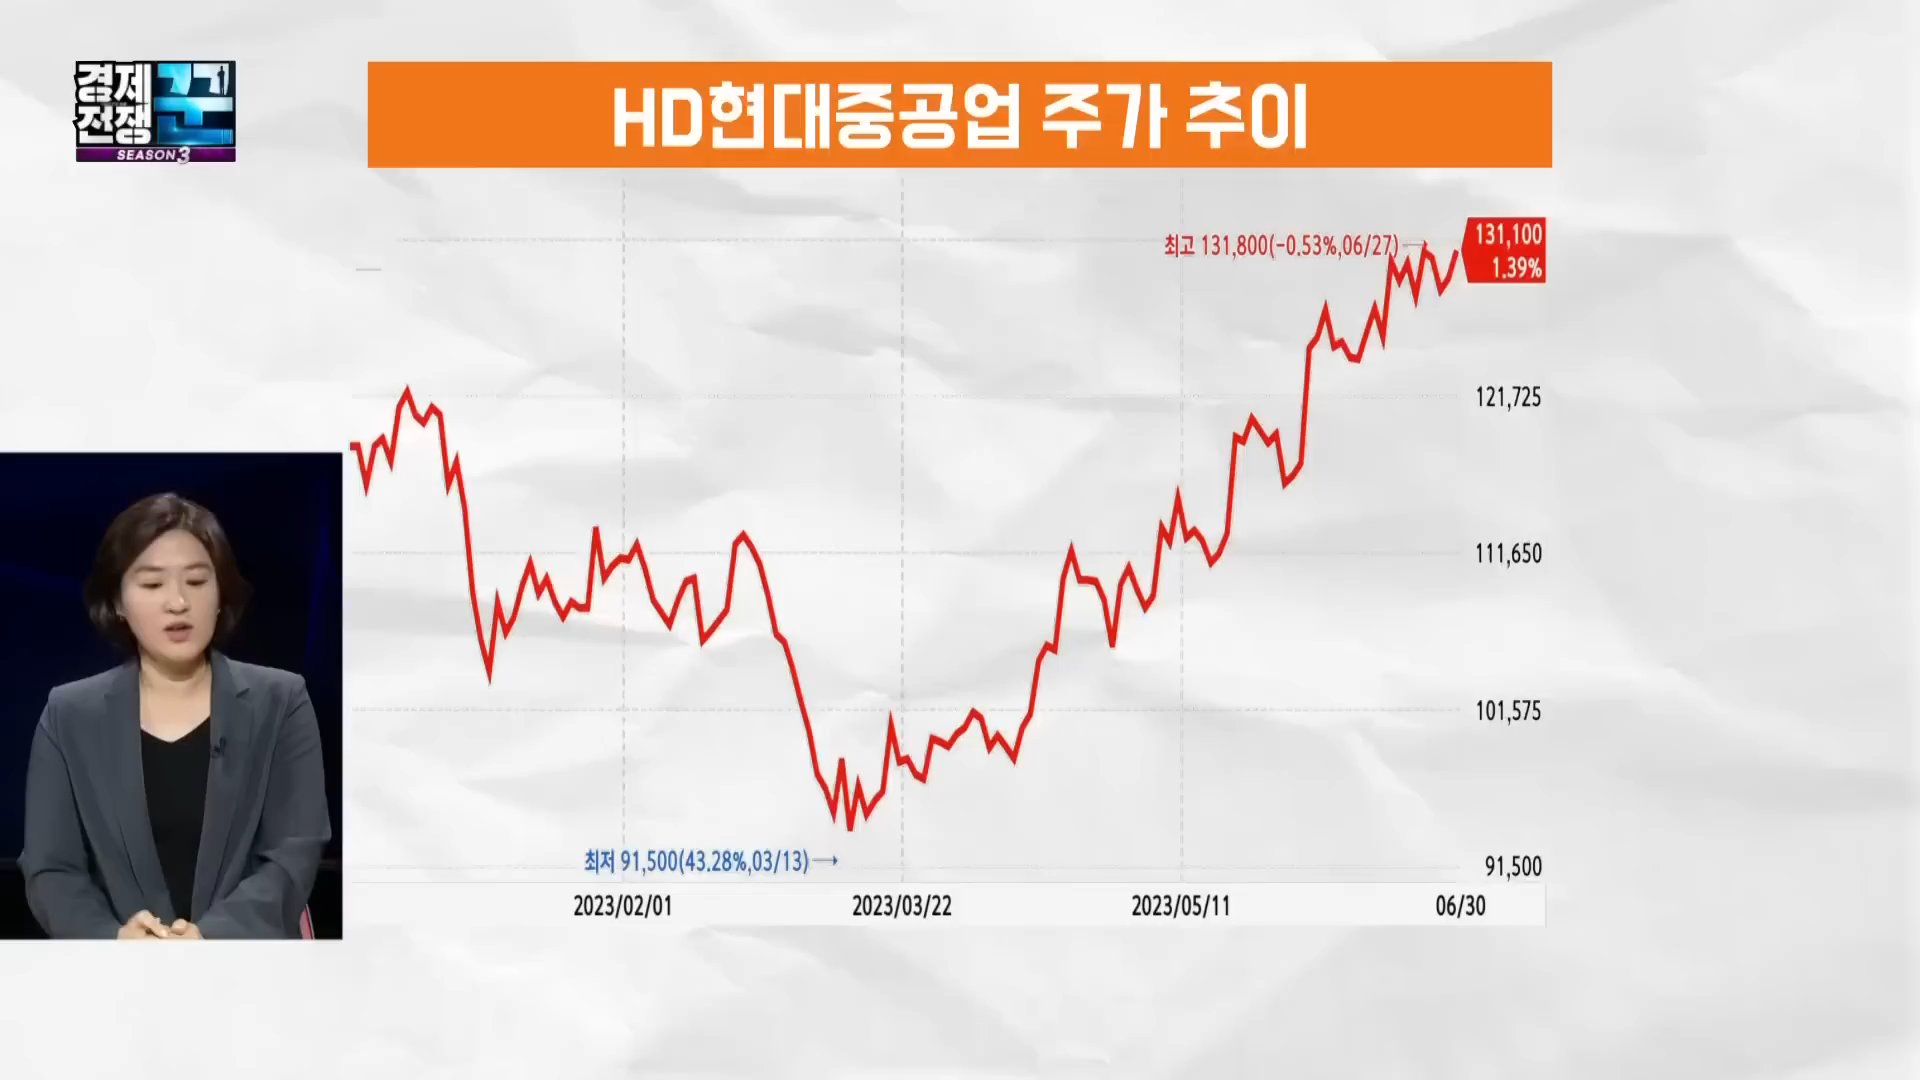 경제
전쟁 꾼
SEASON3
HD현대중공업 주가 추이
최고 131,800(-0.53%,06/27)
131,100
1.39%
121,725
111,650
101,575
최저 91,500(43.28%,03/13)
91,500
2023/02/01 2023/03/22 2023/05/11 06/30